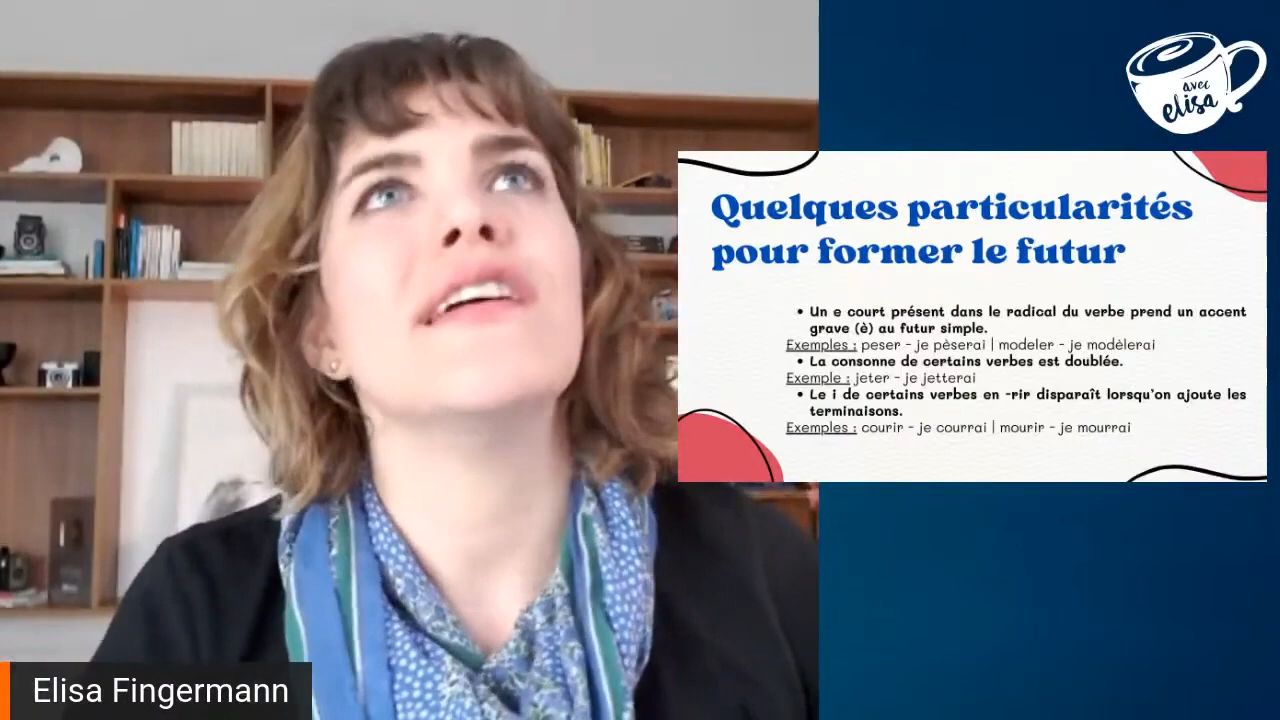 avec
elisa
Quelques particularités
pour former le futur
• Un e court présent dans le radical du verbe prend un accent
grave (è) au futur simple.
Exemples : peser - je pèserai | modeler - je modèlerai
• La consonne de certains verbes est doublée.
Exemple : jeter - je jetterai
• Le i de certains verbes en -rir disparaît lorsqu'on ajoute les
terminaisons.
Exemples : courir - je courrai | mourir - je mourrai
Elisa Fingermann